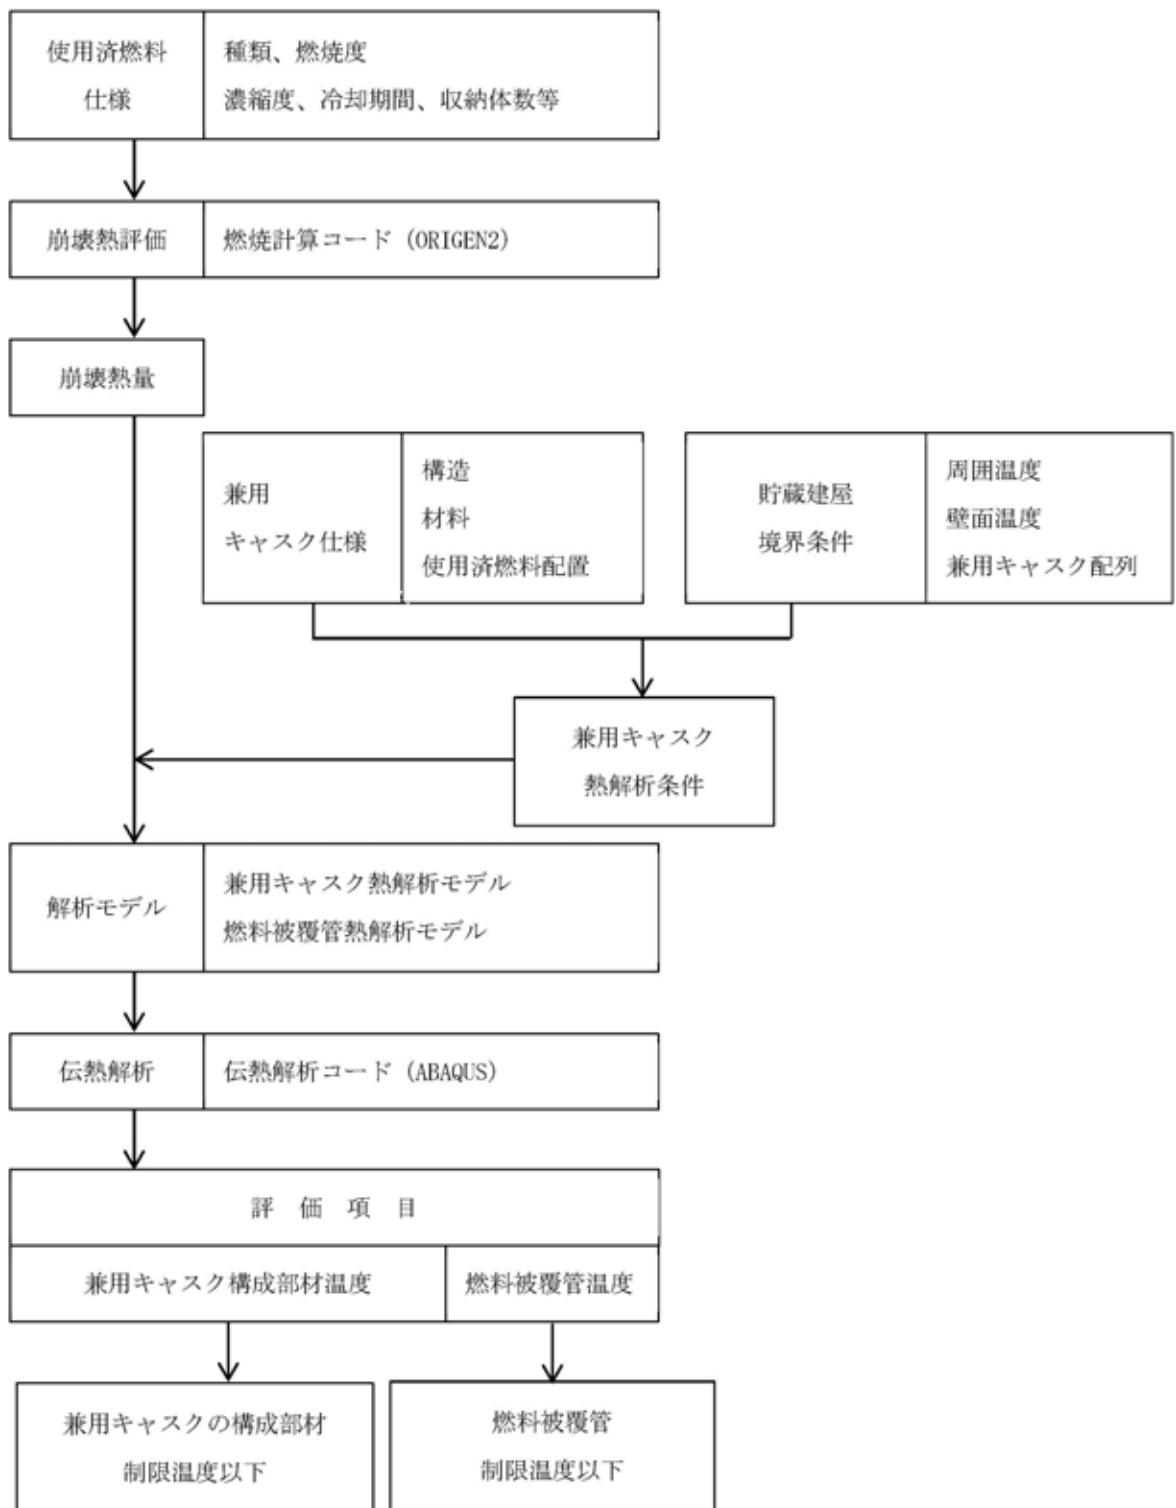 使用済燃料
仕様
種類、燃焼度
濃縮度、冷却期間、収納体数等
崩壊熱評価
燃焼計算コード (ORIGEN2)
崩壊熱量
兼用
キャスク仕様
構造
材料
使用済燃料配置
貯蔵建屋
境界条件
周囲温度
壁面温度
兼用キャスク配列
兼用キャスク
熱解析条件
解析モデル
兼用キャスク熱解析モデル
燃料被覆管熱解析モデル
伝熱解析
伝熱解析コード (ABAQUS)
評 価 項 目
兼用キャスク構成部材温度
燃料被覆管温度
兼用キャスクの構成部材
制限温度以下
燃料被覆管
制限温度以下